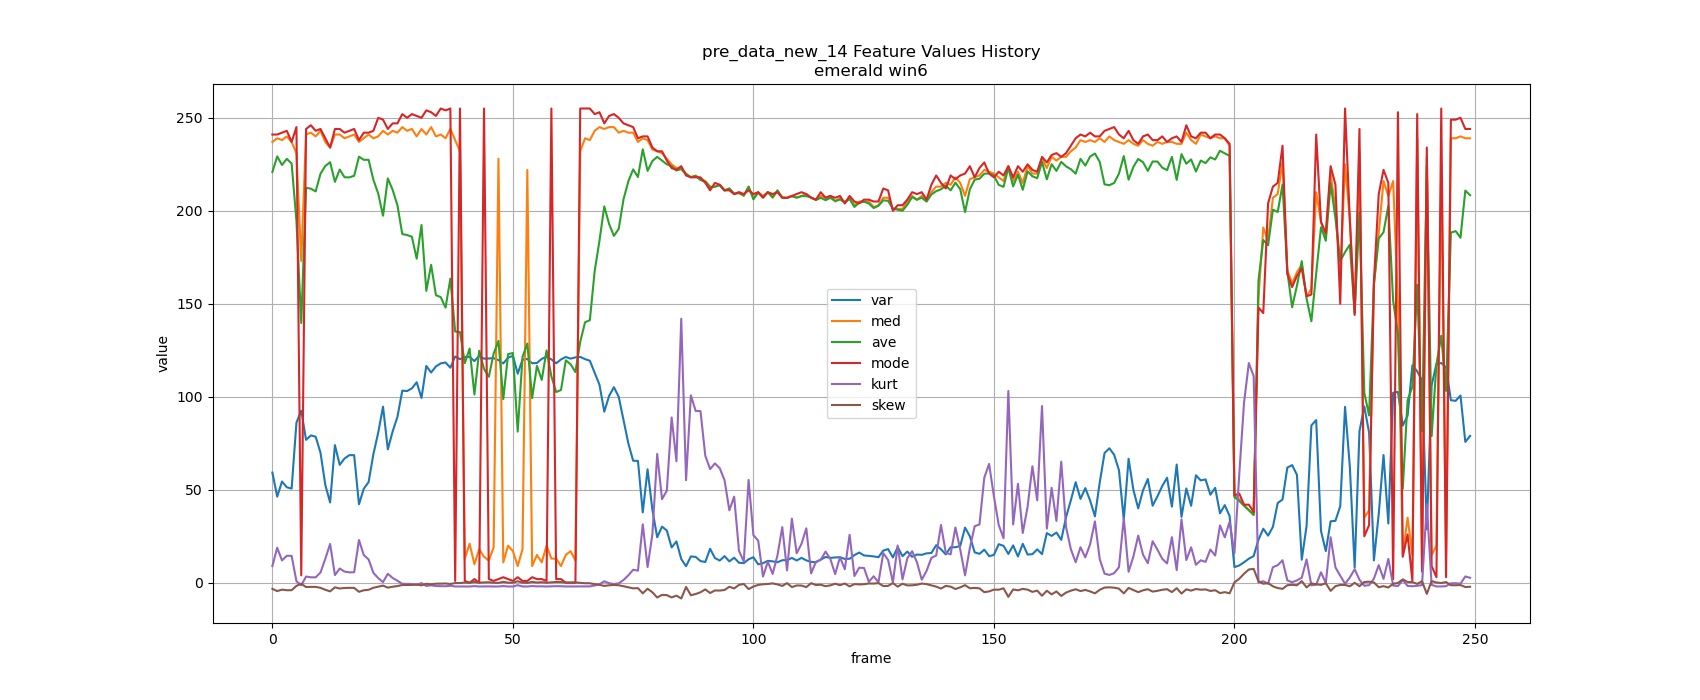 pre_data_new_14 Feature Values History
emerald win6
value
250
200
150
100
50
0
var
med
ave
mode
kurt
skew
0 50 100 150 200 250
frame